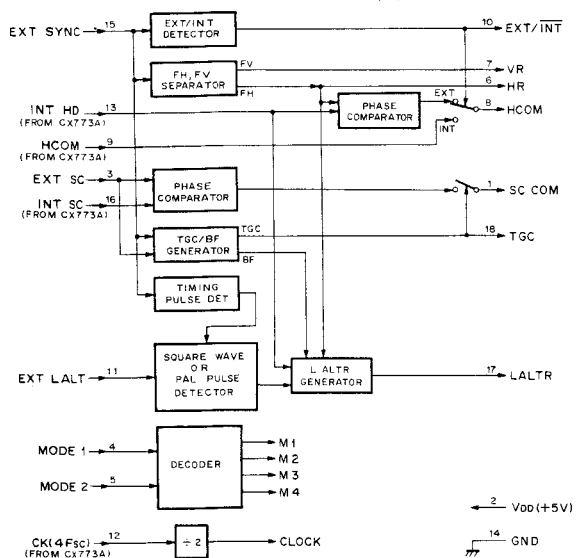 EXT SYNC 15 EXT/INT DETECTOR 10 EXT/INT
FH, FV SEPARATOR FV 7 VR
FH 6 HR
INT HD 13
(FROM CX773A)
PHASE COMPARATOR EXT 8 HCOM
INT
HCOM 9
(FROM CX773A)
EXT SC 3
PHASE COMPARATOR 1 SC COM
INT SC 16
(FROM CX773A)
TGC/BF GENERATOR TGC 18 TGC
BF
TIMING PULSE DET
EXT LALT 11 SQUARE WAVE OR PAL PULSE DETECTOR
L ALTR GENERATOR 17 LALTR
MODE 1 4
MODE 2 5
DECODER
M1
M2
M3
M4
2 VDD(+5V)
CK(4FSC) 12 ÷2 CLOCK
(FROM CX773A)
14 GND